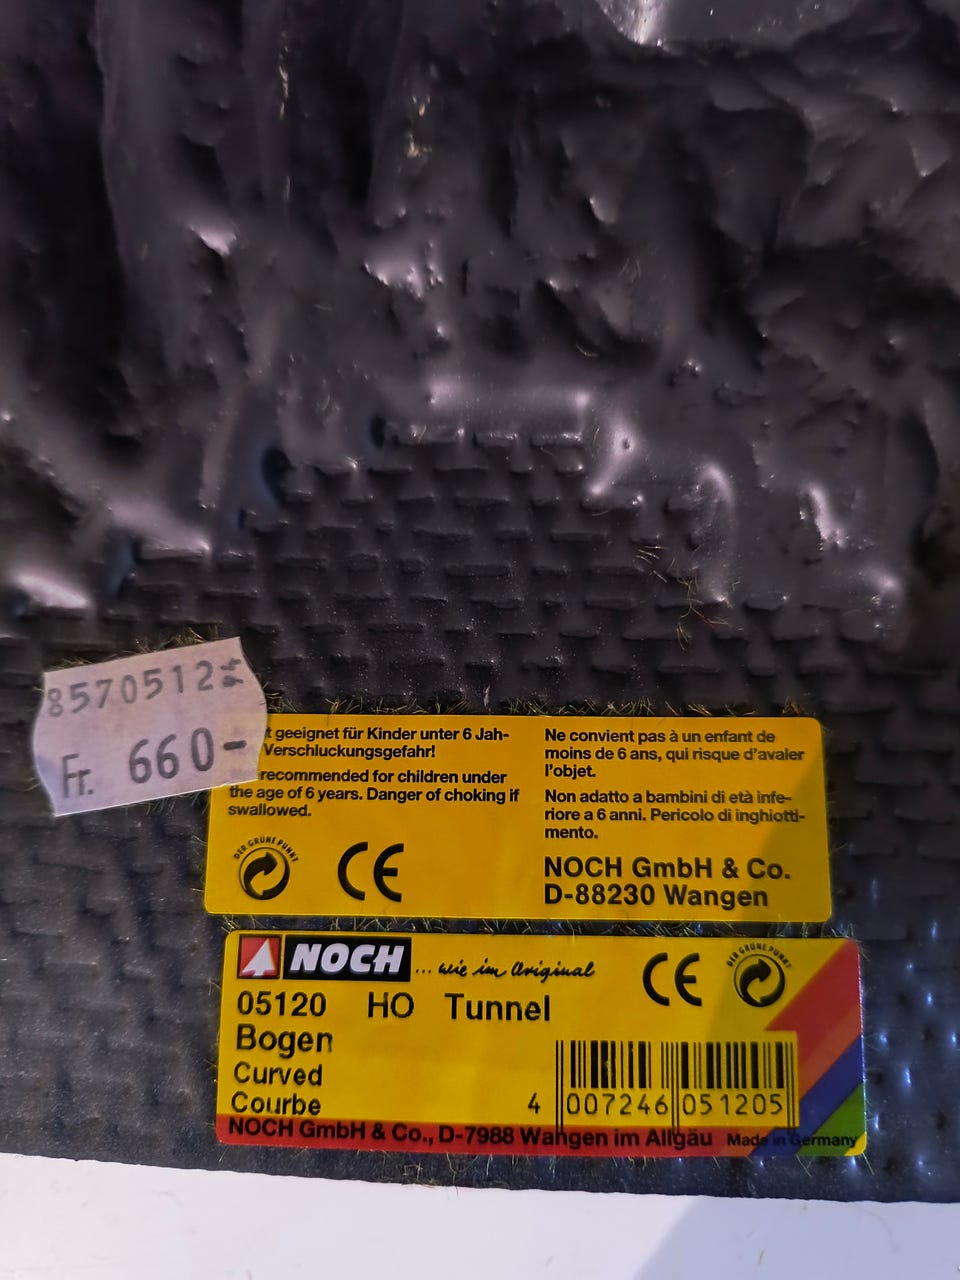 8570512
Fr. 660-
t geeignet für Kinder unter 6 Jah-
Verschluckungsgefahr!
recommended for children under
the age of 6 years. Danger of choking if
swallowed.
DER GRÜNE PUNKT
CE
Ne convient pas à un enfant de
moins de 6 ans, qui risque d'avaler
l'objet.
Non adatto a bambini di età infe-
riore a 6 anni. Pericolo di inghiotti-
mento.
NOCH GmbH & Co.
D-88230 Wangen
NOCH ... wie im Original
CE
DER GRÜNE PUNKT
05120 HO Tunnel
Bogen
Curved
Courbe
4 007246 051205
NOCH GmbH & Co., D-7988 Wangen im Allgäu Made in Germany